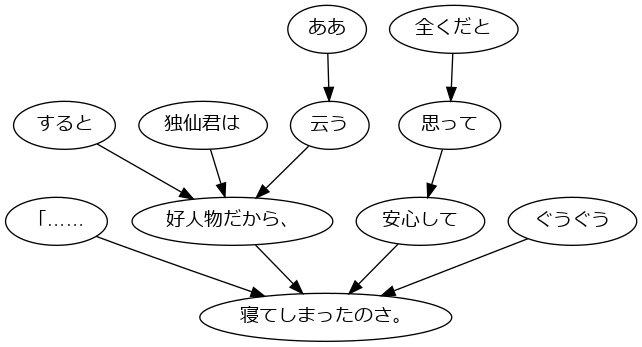 ああ
全くだと
すると
独仙君は
云う
思って
「……
好人物だから、
安心して
ぐうぐう
寝てしまったのさ。